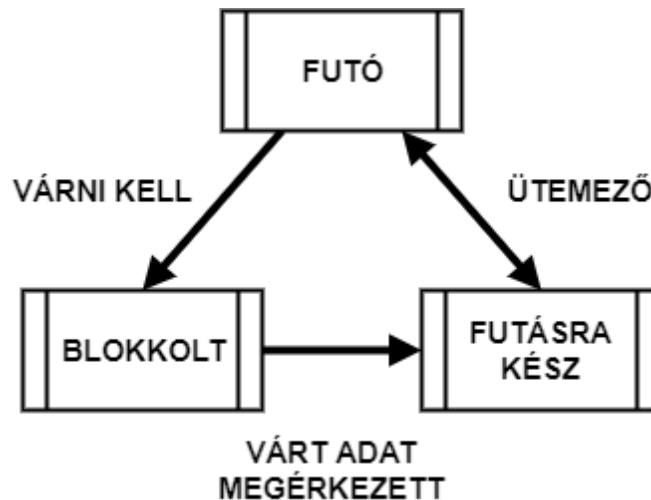 FUTÓ
VÁRNI KELL
ÜTEMEZŐ
BLOKKOLT
FUTÁSRA
KÉSZ
VÁRT ADAT
MEGÉRKEZETT